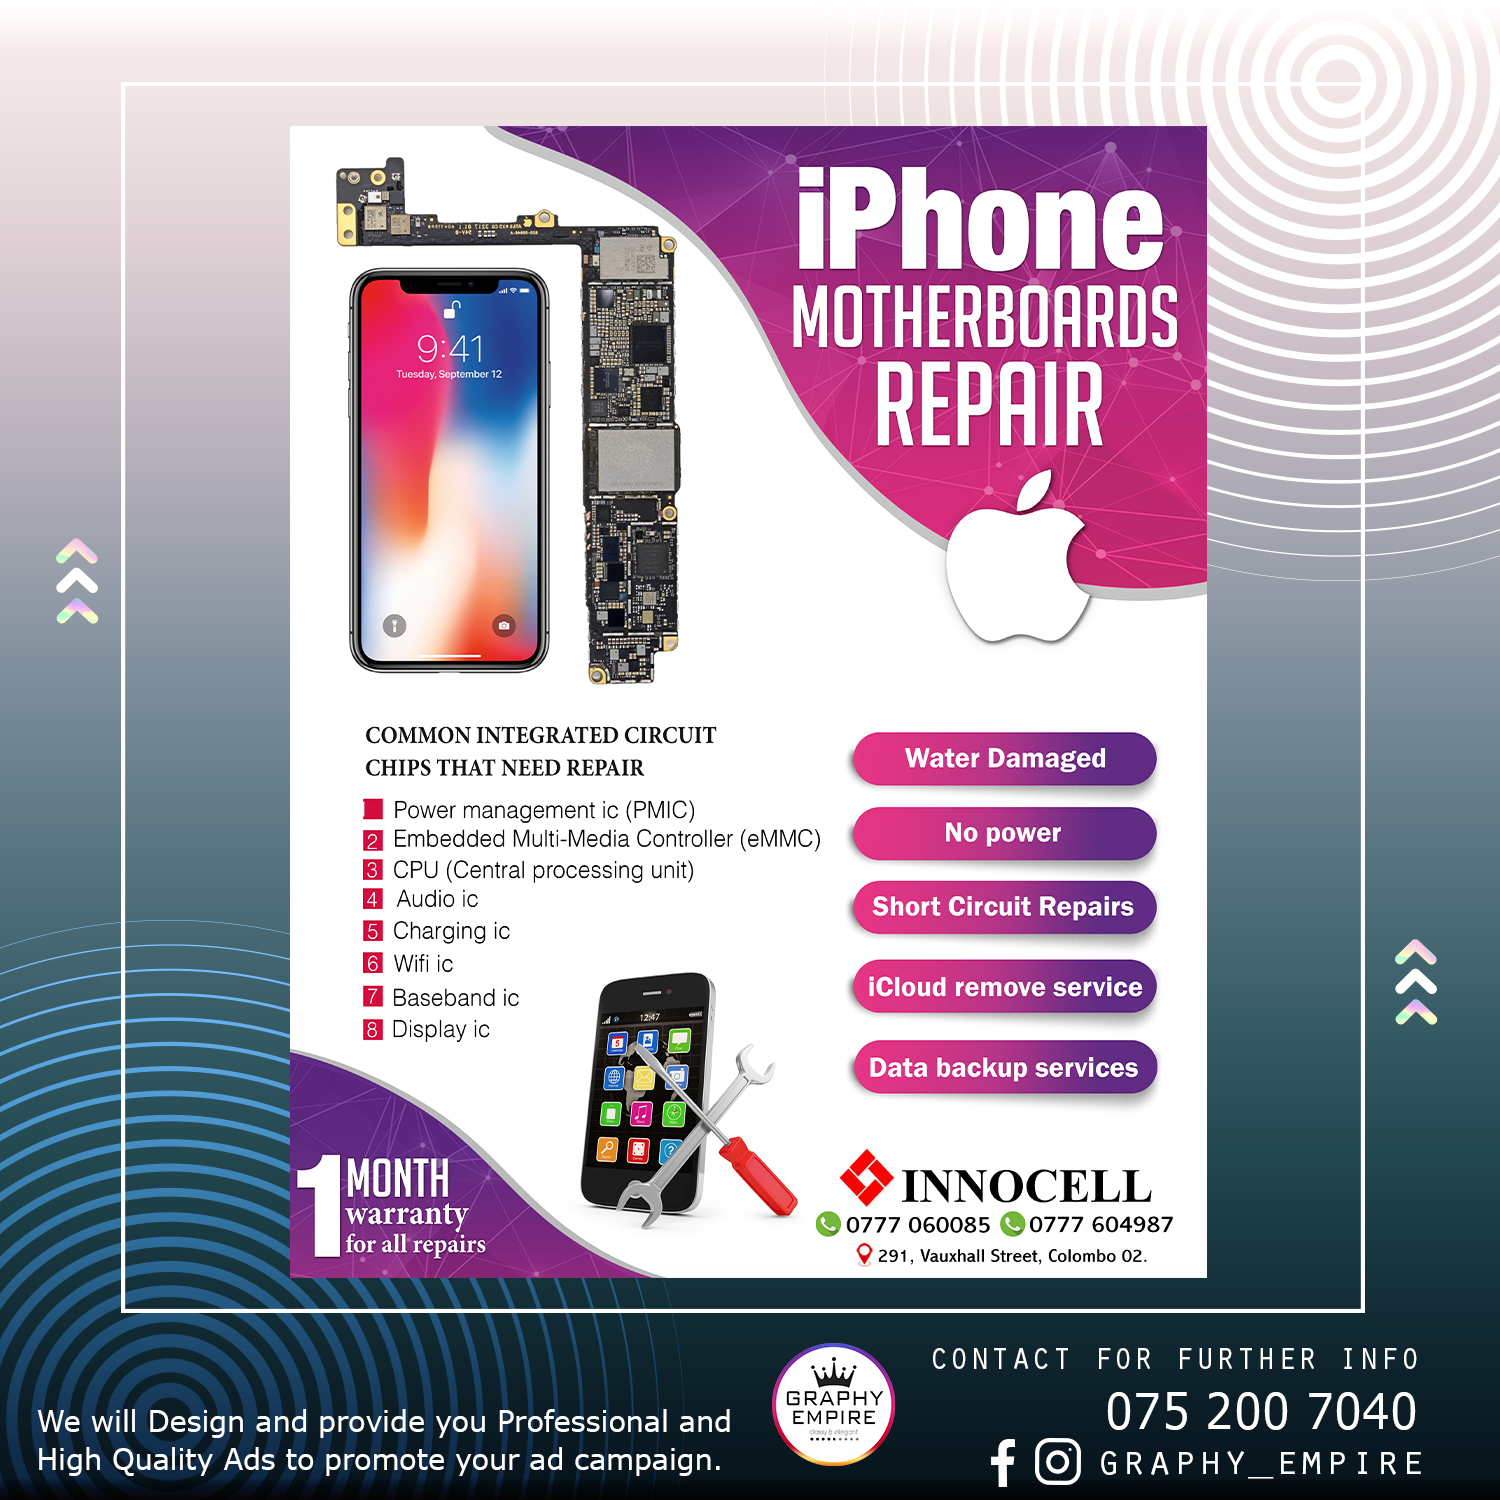 iPhone
MOTHERBOARDS
REPAIR
9:41
Tuesday, September 12
COMMON INTEGRATED CIRCUIT
CHIPS THAT NEED REPAIR
Power management ic (PMIC)
2 Embedded Multi-Media Controller (eMMC)
3 CPU (Central processing unit)
4 Audio ic
5 Charging ic
6 Wifi ic
7 Baseband ic
8 Display ic
Water Damaged
No power
Short Circuit Repairs
iCloud remove service
Data backup services
12:47
1 MONTH
warranty
for all repairs
INNOCELL
0777 060085 0777 604987
291, Vauxhall Street, Colombo 02.
We will Design and provide you Professional and
High Quality Ads to promote your ad campaign.
GRAPHY
EMPIRE
classy & elegant
CONTACT FOR FURTHER INFO
075 200 7040
GRAPHY_EMPIRE